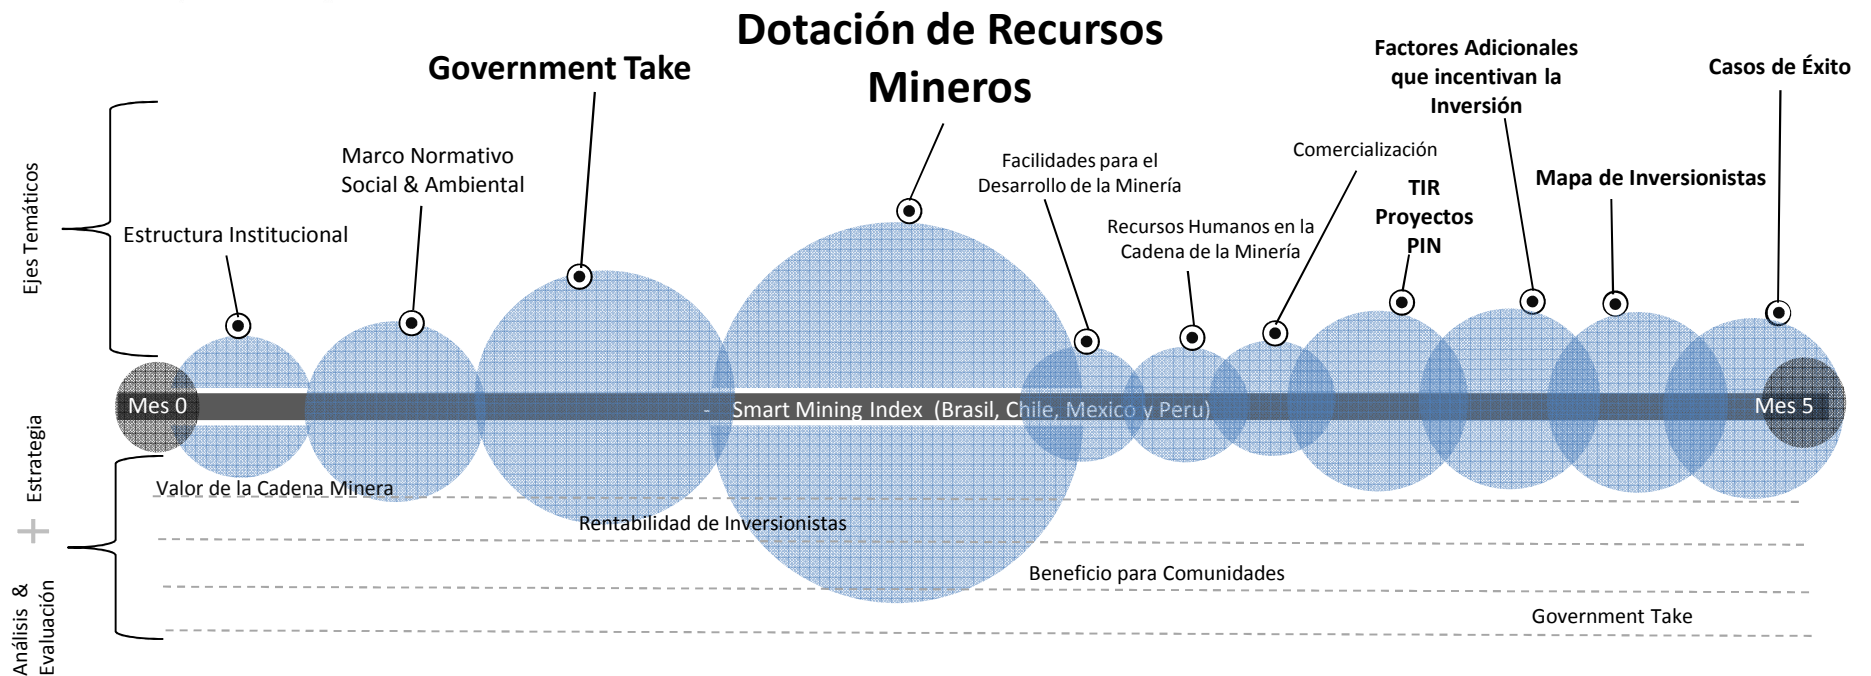 Dotación de Recursos
Mineros
Government Take
Factores Adicionales
que incentivan la
Inversión
Casos de Éxito
Marco Normativo
Social & Ambiental
Facilidades para el
Desarrollo de la Minería
Comercialización
TIR
Proyectos
PIN
Mapa de Inversionistas
Estructura Institucional
Recursos Humanos en la
Cadena de la Minería
Ejes Temáticos
Mes 0
- Smart Mining Index (Brasil, Chile, Mexico y Peru)
Mes 5
Estrategia
+
Análisis &
Evaluación
Valor de la Cadena Minera
Rentabilidad de Inversionistas
Beneficio para Comunidades
Government Take